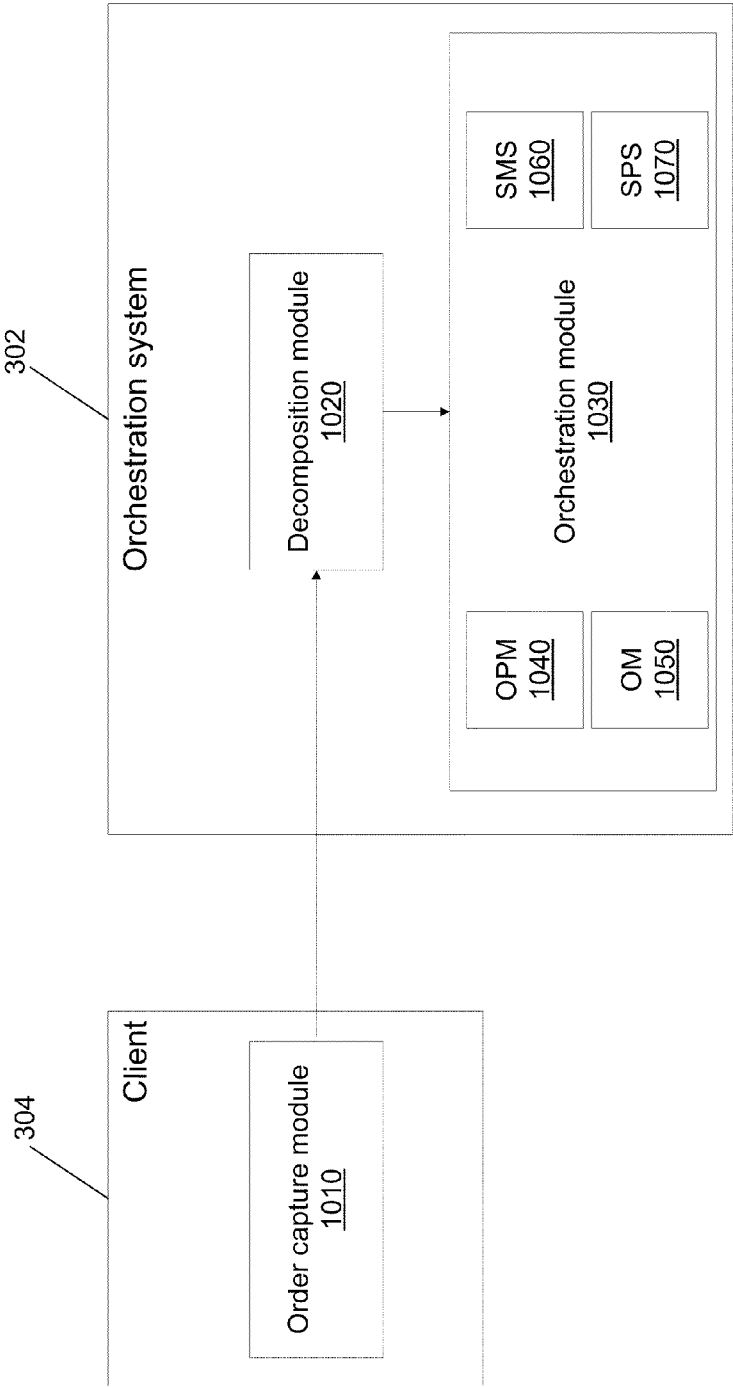 304
Client
Order capture module
1010
302
Orchestration system
Decomposition module
1020
OPM
1040
OM
1050
Orchestration module
1030
SMS
1060
SPS
1070